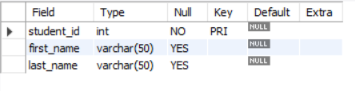 Field Type Null Key Default Extra
student_id int NO PRI NULL
first_name varchar(50) YES NULL
last_name varchar(50) YES NULL